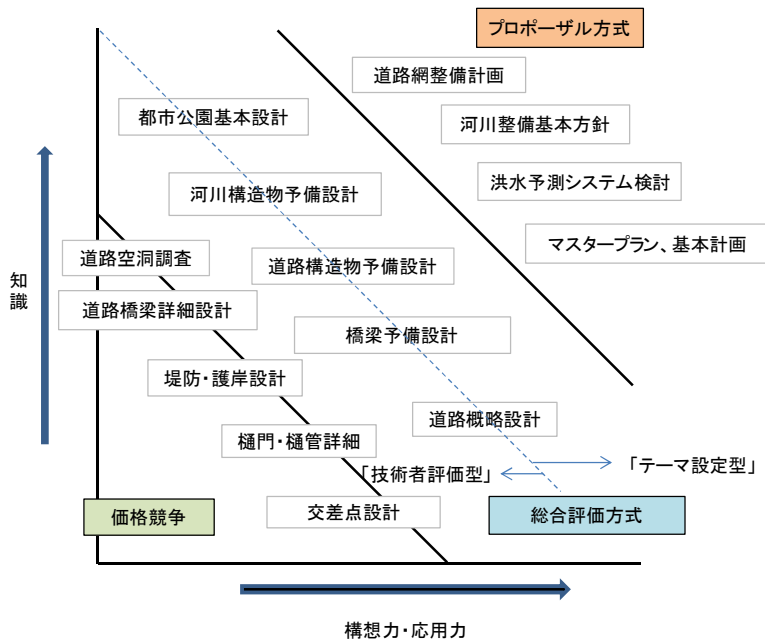 プロポーザル方式
道路網整備計画
都市公園基本設計
河川整備基本方針
洪水予測システム検討
河川構造物予備設計
マスタープラン、基本計画
道路空洞調査
道路構造物予備設計
知識
道路橋梁詳細設計
橋梁予備設計
堤防・護岸設計
道路概略設計
樋門・樋管詳細
「テーマ設定型」
「技術者評価型」
価格競争
交差点設計
総合評価方式
構想力・応用力